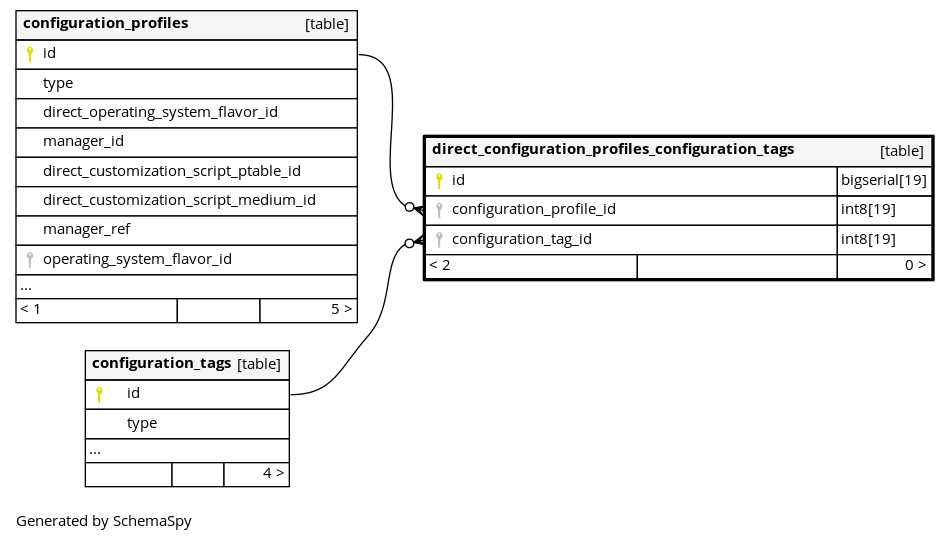 configuration_profiles [table]
id
type
direct_operating_system_flavor_id
manager_id
direct_customization_script_ptable_id
direct_customization_script_medium_id
manager_ref
operating_system_flavor_id
...
< 1 5 >
direct_configuration_profiles_configuration_tags [table]
id bigserial[19]
configuration_profile_id int8[19]
configuration_tag_id int8[19]
< 2 0 >
configuration_tags [table]
id
type
...
4 >
Generated by SchemaSpy